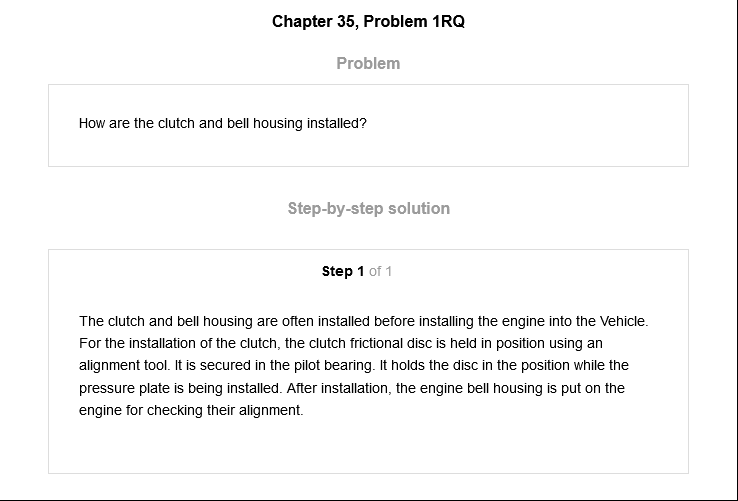 Chapter 35, Problem 1RQ
Problem
How are the clutch and bell housing installed?
Step-by-step solution
Step 1 of 1
The clutch and bell housing are often installed before installing the engine into the Vehicle.
For the installation of the clutch, the clutch frictional disc is held in position using an
alignment tool. It is secured in the pilot bearing. It holds the disc in the position while the
pressure plate is being installed. After installation, the engine bell housing is put on the
engine for checking their alignment.